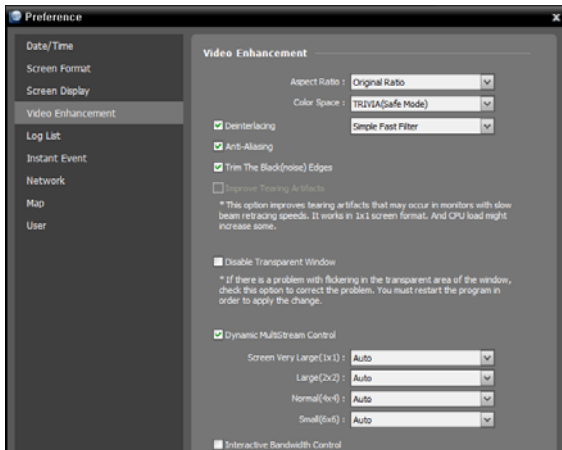 Preference
x
Date/Time
Screen Format
Screen Display
Video Enhancement
Log List
Instant Event
Network
Map
User
Video Enhancement
Aspect Ratio : Original Ratio
Color Space : TRIVIA(Safe Mode)
Deinterlacing Simple Fast Filter
Anti-Aliasing
Trim The Black(noise) Edges
Improve Tearing Artifacts
* This option improves tearing artifacts that may occur in monitors with slow
beam retracing speeds. It works in 1x1 screen format. And CPU load might
increase some.
Disable Transparent Window
* If there is a problem with flickering in the transparent area of the window,
check this option to correct the problem. You must restart the program in
order to apply the change.
Dynamic MultiStream Control
Screen Very Large(1x1) : Auto
Large(2x2) : Auto
Normal(4x4) : Auto
Small(6x6) : Auto
Interactive Bandwidth Control